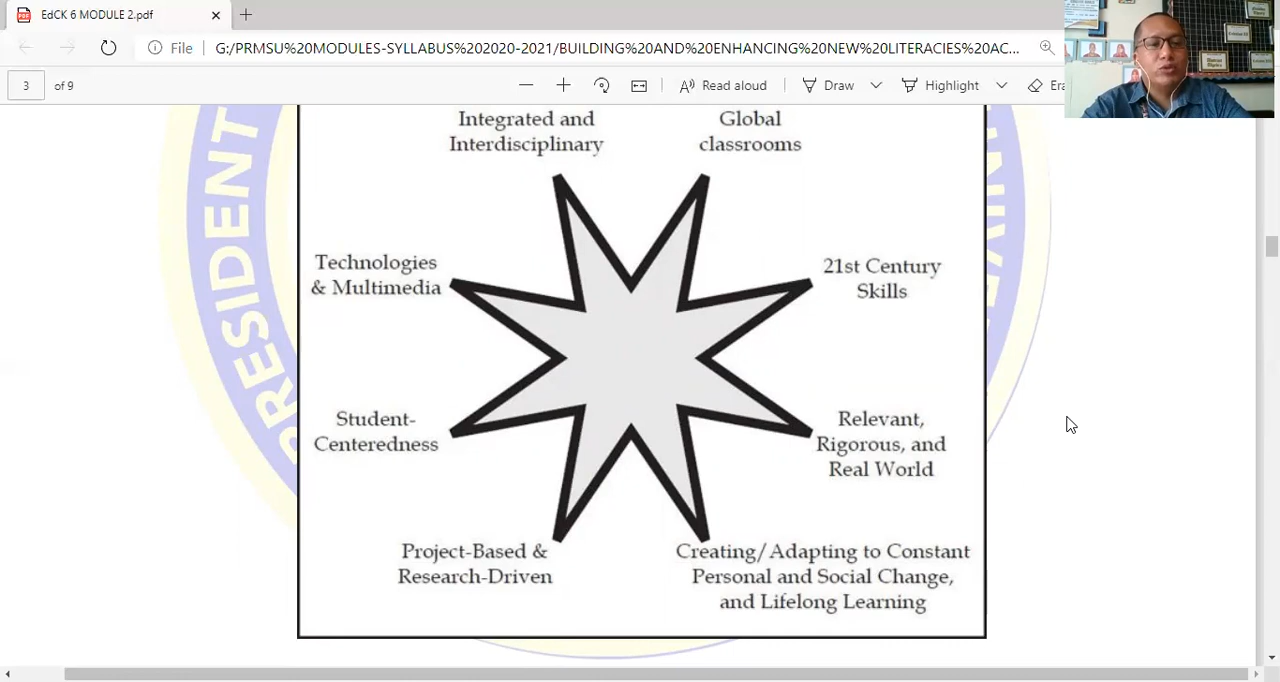 EdCK 6 MODULE 2.pdf
File
G:/PRMSU%20MODULES-SYLLABUS%202020-2021/BUILDING%20AND%20ENHANCING%20NEW%20LITERACIES%20AC...
3
of 9
Read aloud
Draw
Highlight
Era
Integrated and
Interdisciplinary
Global
classrooms
Technologies
& Multimedia
21st Century
Skills
Student-
Centeredness
Relevant,
Rigorous, and
Real World
Project-Based &
Research-Driven
Creating/Adapting to Constant
Personal and Social Change,
and Lifelong Learning
PRESIDENT